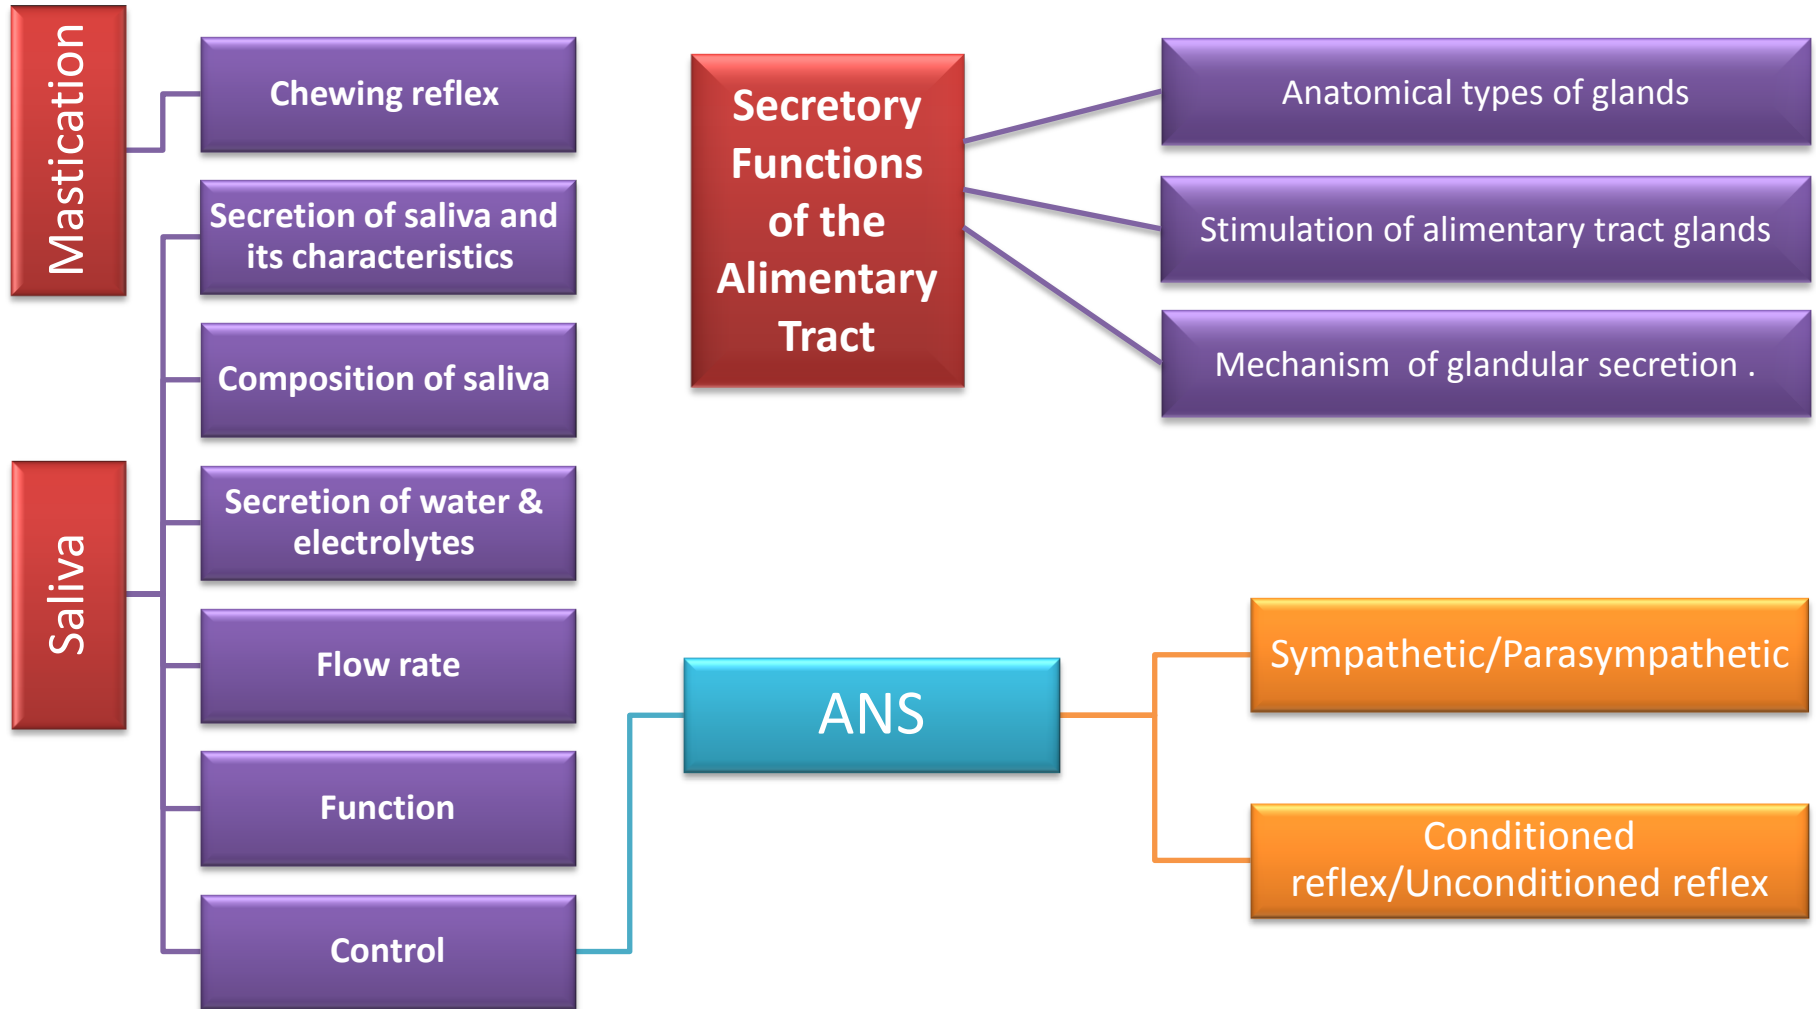 Mastication
Chewing reflex
Saliva
Secretion of saliva and
its characteristics
Composition of saliva
Secretion of water &
electrolytes
Flow rate
Function
Control
ANS
Sympathetic/Parasympathetic
Conditioned
reflex/Unconditioned reflex
Secretory
Functions
of the
Alimentary
Tract
Anatomical types of glands
Stimulation of alimentary tract glands
Mechanism  of glandular secretion .